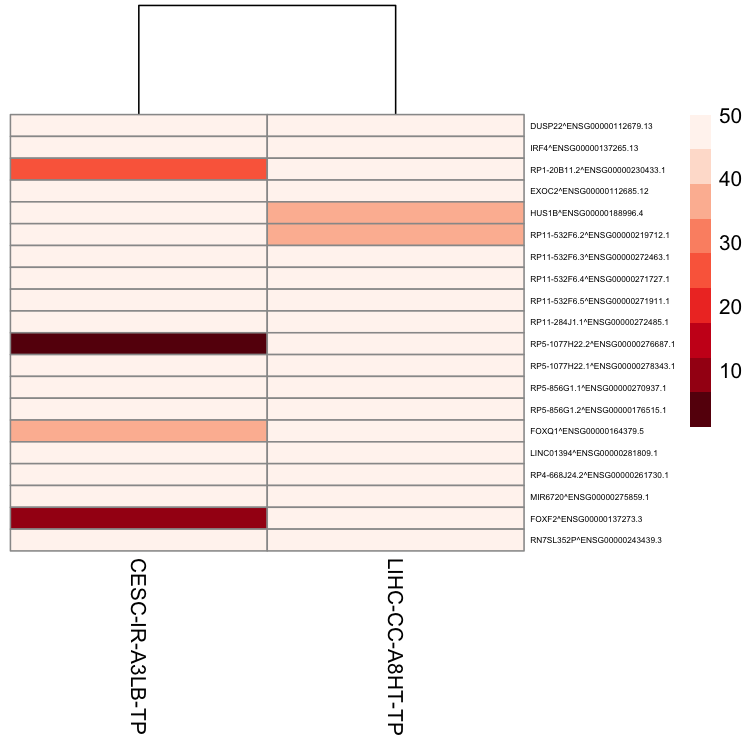 DUSP22^ENSG00000112679.13
IRF4^ENSG00000137265.13
RP1-20B11.2^ENSG00000230433.1
EXOC2^ENSG00000112685.12
HUS1B^ENSG00000188996.4
RP11-532F6.2^ENSG00000219712.1
RP11-532F6.3^ENSG00000272463.1
RP11-532F6.4^ENSG00000271727.1
RP11-532F6.5^ENSG00000271911.1
RP11-284J1.1^ENSG00000272485.1
RP5-1077H22.2^ENSG00000276687.1
RP5-1077H22.1^ENSG00000278343.1
RP5-856G1.1^ENSG00000270937.1
RP5-856G1.2^ENSG00000176515.1
FOXQ1^ENSG00000164379.5
LINC01394^ENSG00000281809.1
RP4-668J24.2^ENSG00000261730.1
MIR6720^ENSG00000275859.1
FOXF2^ENSG00000137273.3
RN7SL352P^ENSG00000243439.3
50
40
30
20
10
CESC-IR-A3LB-TP
LIHC-CC-A8HT-TP